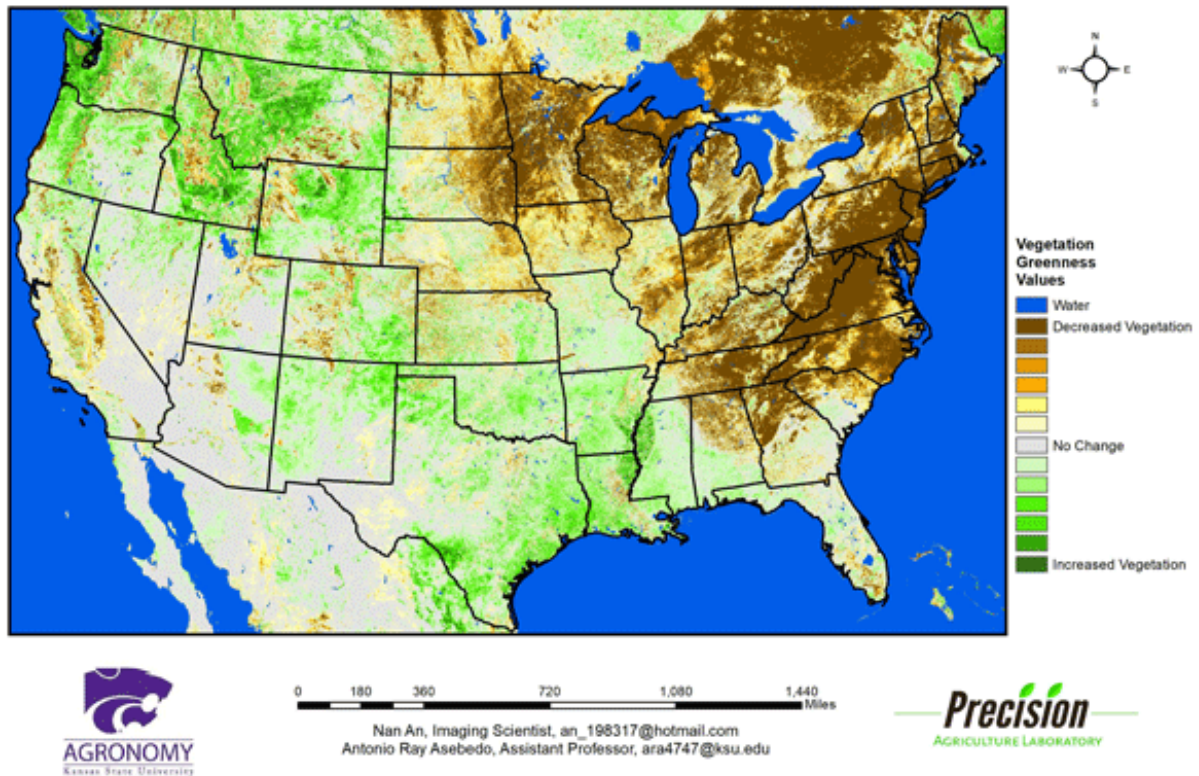 N
W
E
S
Vegetation
Greenness
Values
Water
Decreased Vegetation
No Change
Increased Vegetation
0 180 360 720 1,080 1,440
Miles
Nan An, Imaging Scientist, an_198317@hotmail.com
Antonio Ray Asebedo, Assistant Professor, ara4747@ksu.edu
AGRONOMY
Kansas State University
Precision
AGRICULTURE LABORATORY